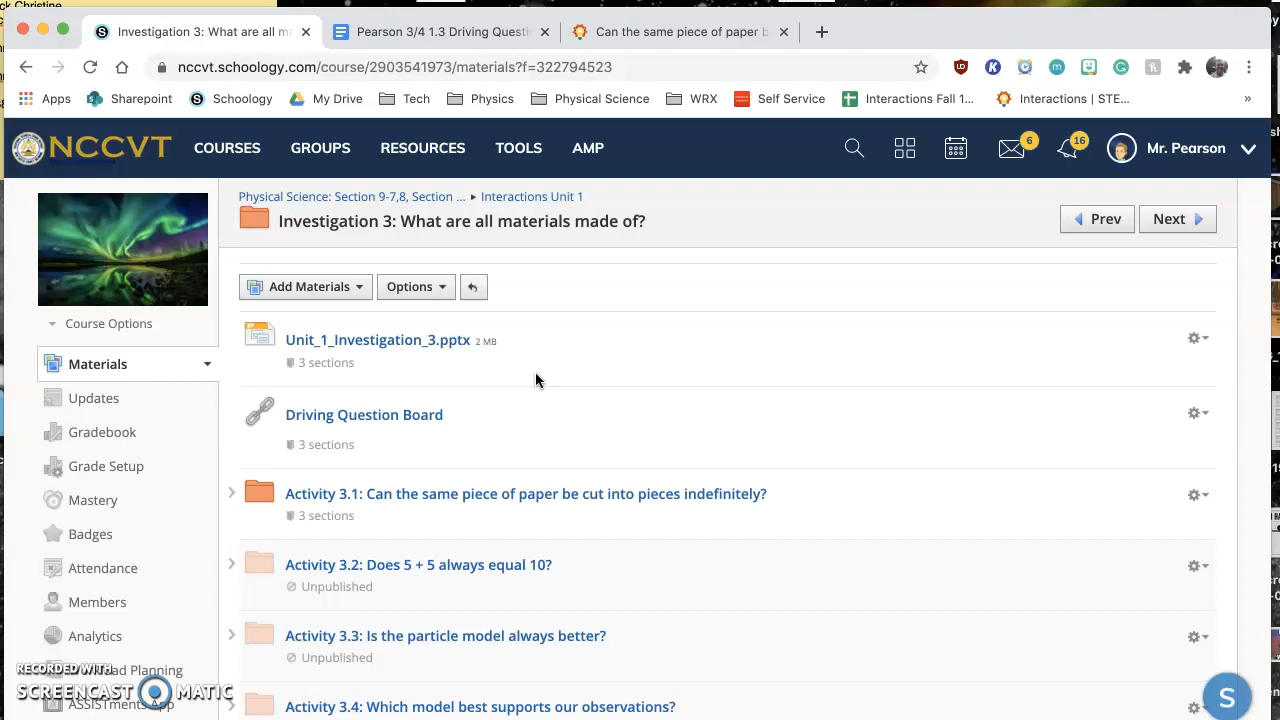 ck Christine
Investigation 3: What are all ma
Pearson 3/4 1.3 Driving Questi
Can the same piece of paper b
nccvt.schoology.com/course/2903541973/materials?f=322794523
Apps
Sharepoint
Schoology
My Drive
Tech
Physics
Physical Science
WRX
Self Service
Interactions Fall 1...
Interactions | STE...
»
NCCVT
COURSES
GROUPS
RESOURCES
TOOLS
AMP
6
16
Mr. Pearson
Physical Science: Section 9-7,8, Section ... ▸ Interactions Unit 1
Investigation 3: What are all materials made of?
Prev
Next
Course Options
Materials
Updates
Gradebook
Grade Setup
Mastery
Badges
Attendance
Members
Analytics
oad Planning
ASSISTments App
Add Materials
Options
Unit_1_Investigation_3.pptx 2 MB
3 sections
Driving Question Board
3 sections
Activity 3.1: Can the same piece of paper be cut into pieces indefinitely?
3 sections
Activity 3.2: Does 5 + 5 always equal 10?
Unpublished
Activity 3.3: Is the particle model always better?
Unpublished
Activity 3.4: Which model best supports our observations?
RECORDED WITH
SCREENCAST MATIC
S